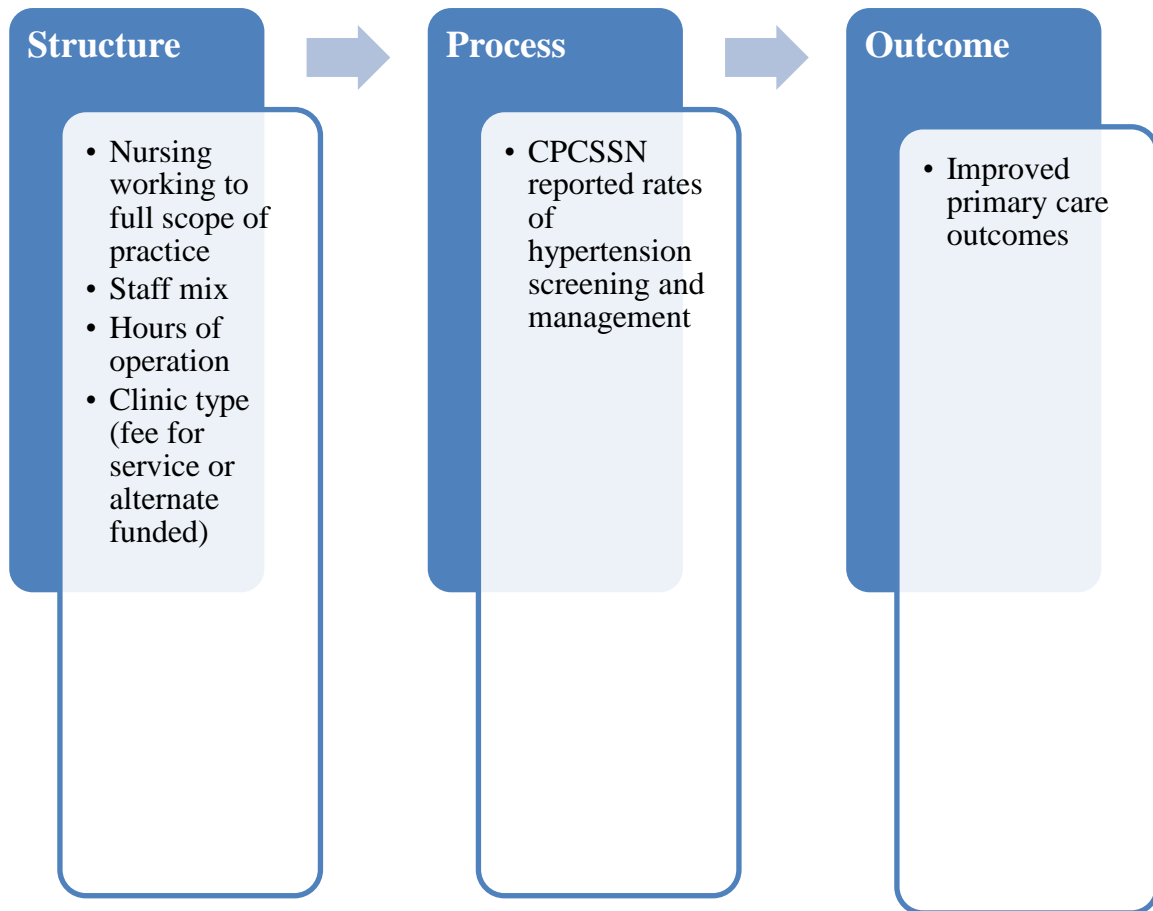 Structure
• Nursing
working to
full scope of
practice
• Staff mix
• Hours of
operation
• Clinic type
(fee for
service or
alternate
funded)
Process
• CPCSSN
reported rates
of
hypertension
screening and
management
Outcome
• Improved
primary care
outcomes